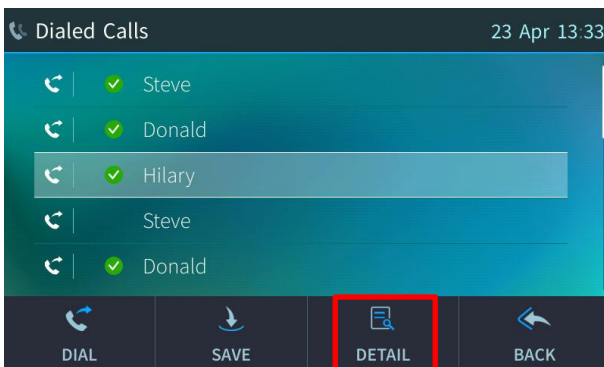 Dialed Calls 23 Apr 13:33
Steve
Donald
Hilary
Steve
Donald
DIAL SAVE DETAIL BACK